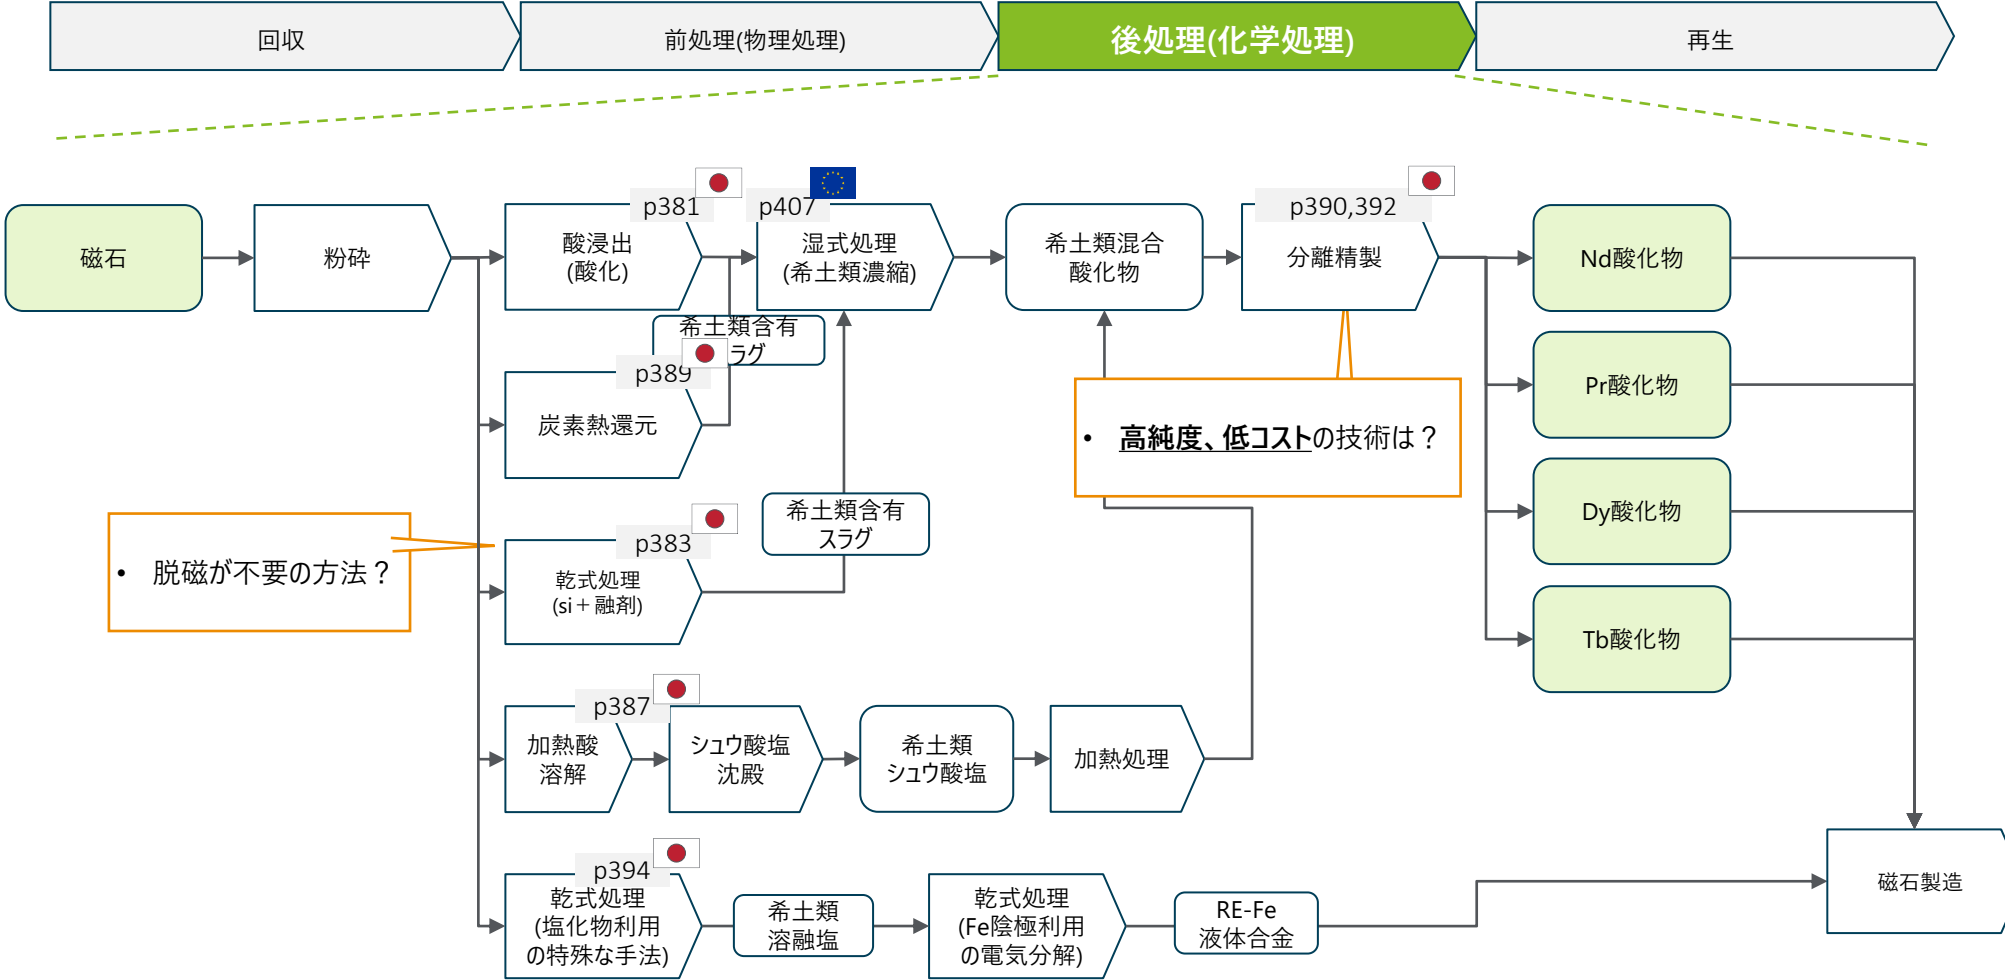 回収
前処理(物理処理)
後処理(化学処理)
再生
磁石
粉砕
p381
酸浸出
(酸化)
p407
湿式処理
(希土類濃縮)
希土類混合
酸化物
p390,392
分離精製
Nd酸化物
希土類含有
ラグ
p389
炭素熱還元
Pr酸化物
• 高純度、低コストの技術は？
希土類含有
スラグ
Dy酸化物
• 脱磁が不要の方法？
p383
乾式処理
(si＋融剤)
Tb酸化物
p387
加熱酸
溶解
シュウ酸塩
沈殿
希土類
シュウ酸塩
加熱処理
p394
乾式処理
(塩化物利用
の特殊な手法)
希土類
溶融塩
乾式処理
(Fe陰極利用
の電気分解)
RE-Fe
液体合金
磁石製造